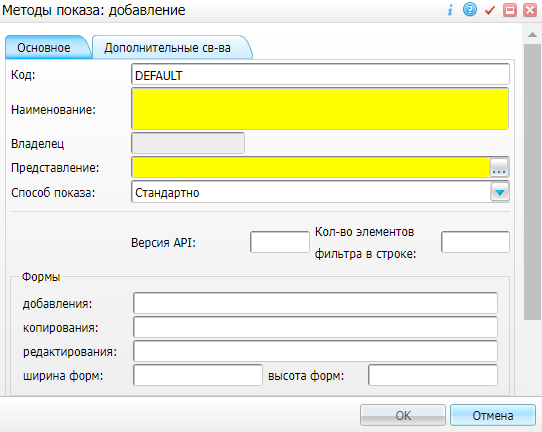 Методы показа: добавление
Основное
Дополнительные св-ва
Код:
DEFAULT
Наименование:
Владелец
Представление:
...
Способ показа:
Стандартно
Версия API:
Кол-во элементов
фильтра в строке:
Формы
добавления:
копирования:
редактирования:
ширина форм:
высота форм:
OK
Отмена